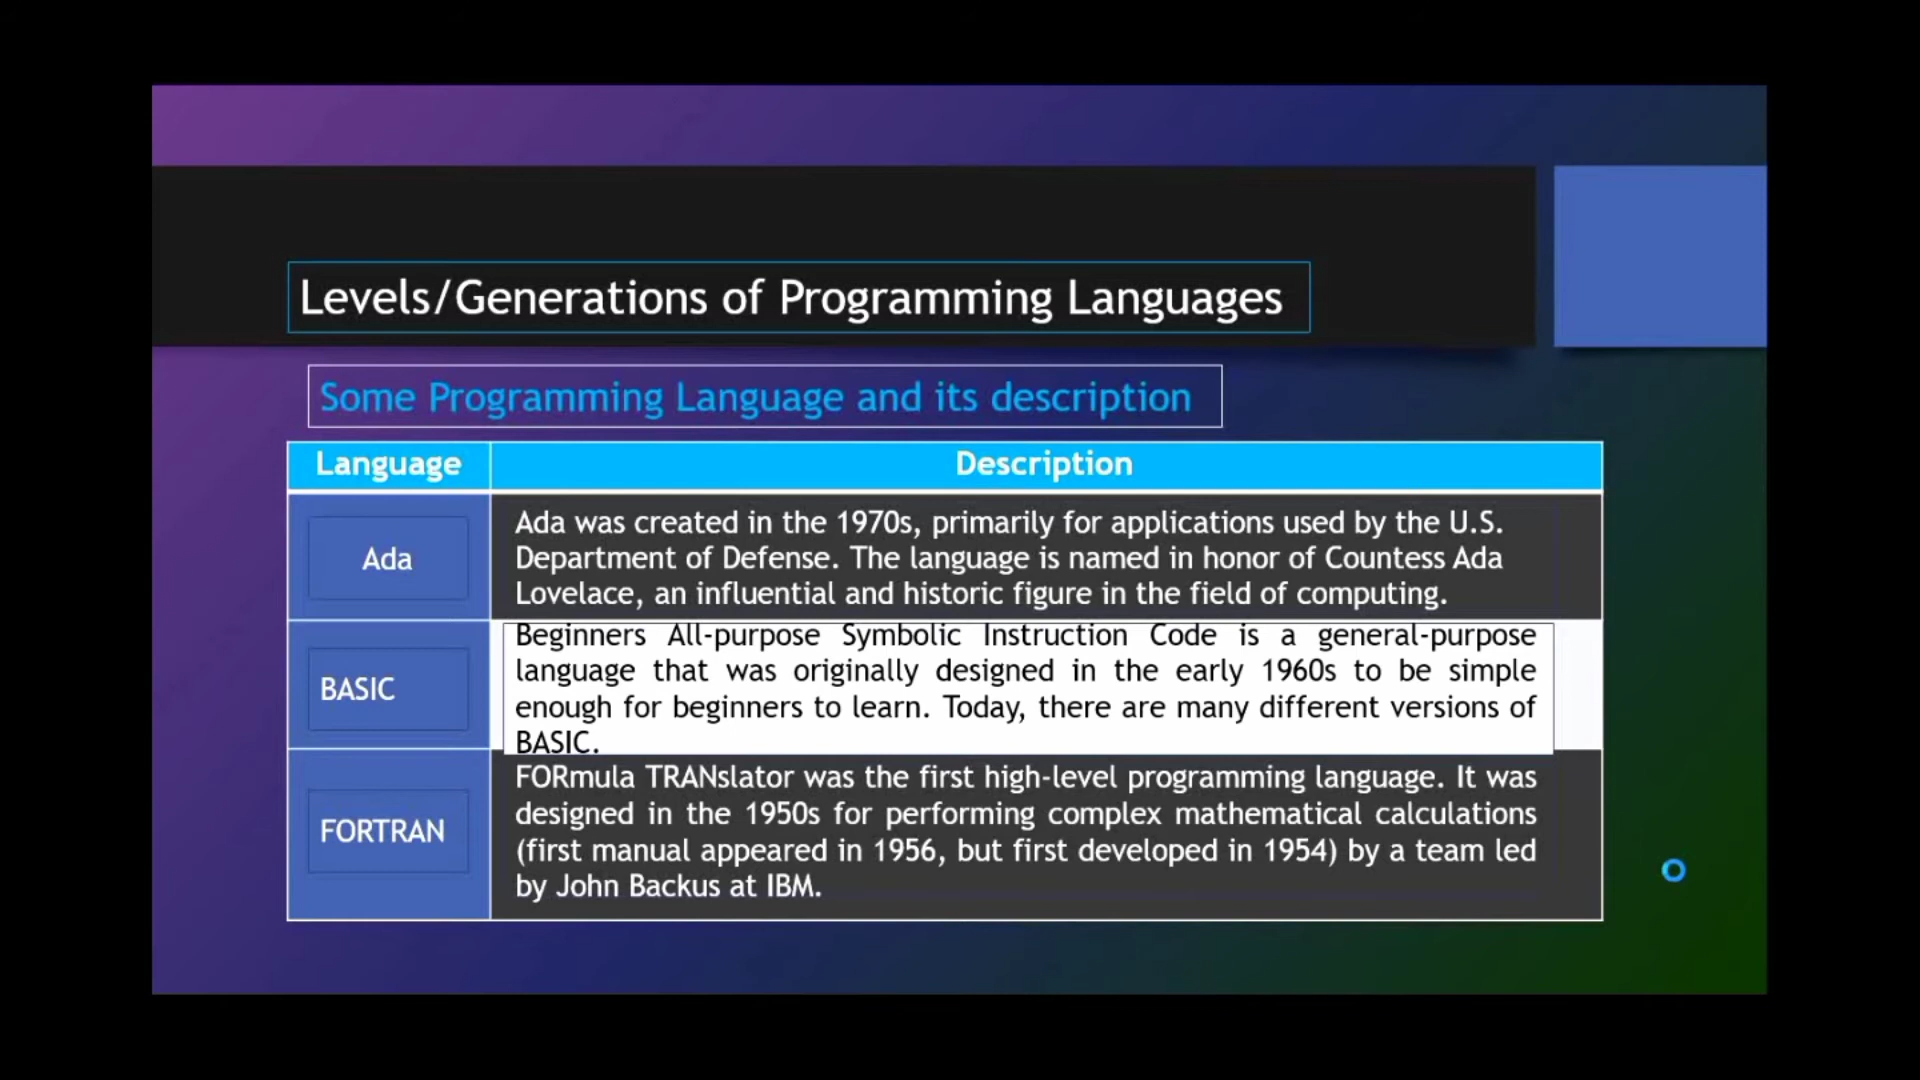 Levels/Generations of Programming Languages
Some Programming Language and its description
Language
Description
Ada
Ada was created in the 1970s, primarily for applications used by the U.S.
Department of Defense. The language is named in honor of Countess Ada
Lovelace, an influential and historic figure in the field of computing.
BASIC
Beginners All-purpose Symbolic Instruction Code is a general-purpose
language that was originally designed in the early 1960s to be simple
enough for beginners to learn. Today, there are many different versions of
BASIC.
FORTRAN
FORmula TRANslator was the first high-level programming language. It was
designed in the 1950s for performing complex mathematical calculations
(first manual appeared in 1956, but first developed in 1954) by a team led
by John Backus at IBM.